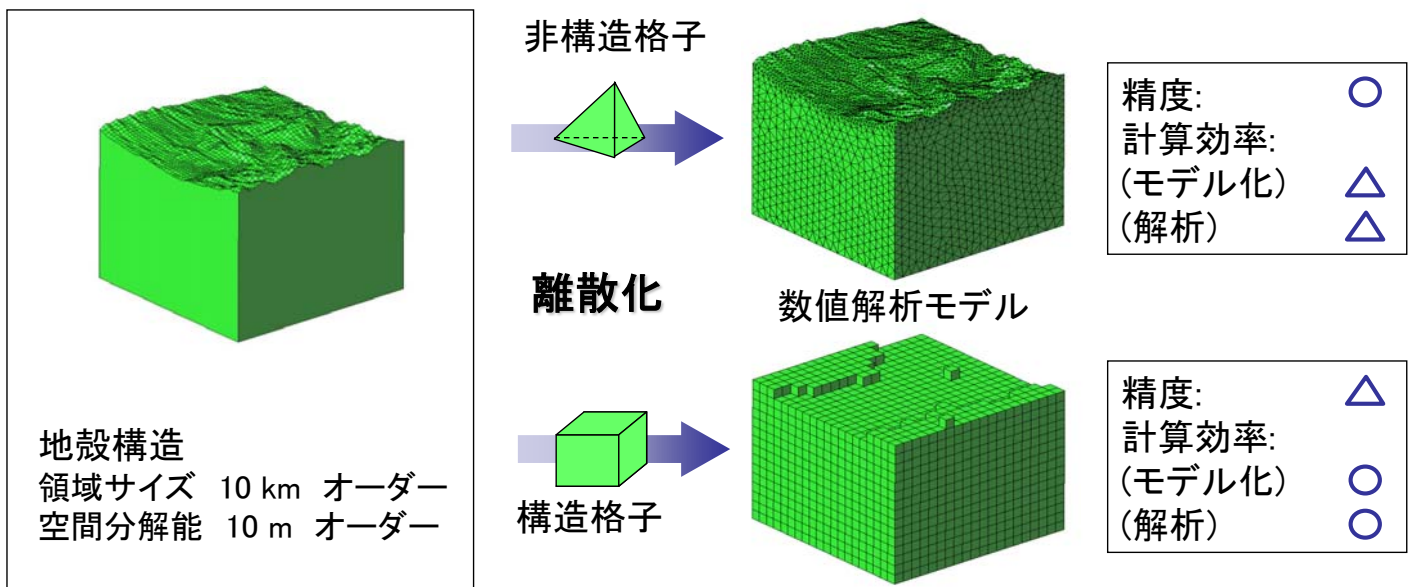 地殻構造
領域サイズ 10 km オーダー
空間分解能 10 m オーダー
非構造格子
離散化
構造格子
数値解析モデル
精度: ○
計算効率:
(モデル化) △
(解析) △
精度: △
計算効率:
(モデル化) ○
(解析) ○